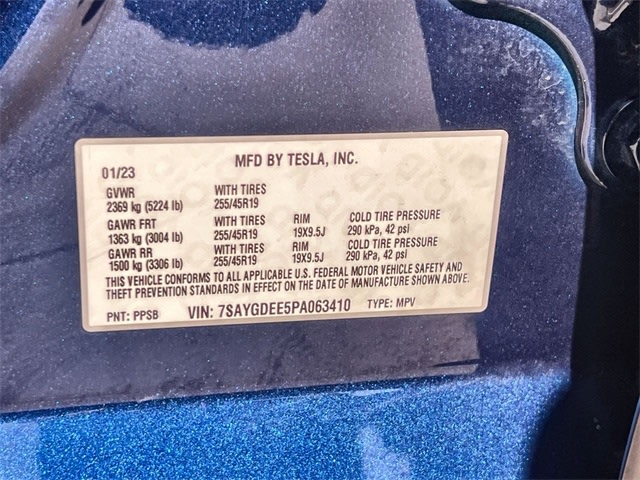 MFD BY TESLA, INC.
01/23
GVWR WITH TIRES
2369 kg (5224 lb) 255/45R19
GAWR FRT WITH TIRES RIM COLD TIRE PRESSURE
1363 kg (3004 lb) 255/45R19 19X9.5J 290 kPa, 42 psi
GAWR RR WITH TIRES RIM COLD TIRE PRESSURE
1500 kg (3306 lb) 255/45R19 19X9.5J 290 kPa, 42 psi
THIS VEHICLE CONFORMS TO ALL APPLICABLE U.S. FEDERAL MOTOR VEHICLE SAFETY AND
THEFT PREVENTION STANDARDS IN EFFECT ON THE DATE OF MANUFACTURE SHOWN ABOVE.
PNT: PPSB VIN: 7SAYGDEE5PA063410 TYPE: MPV